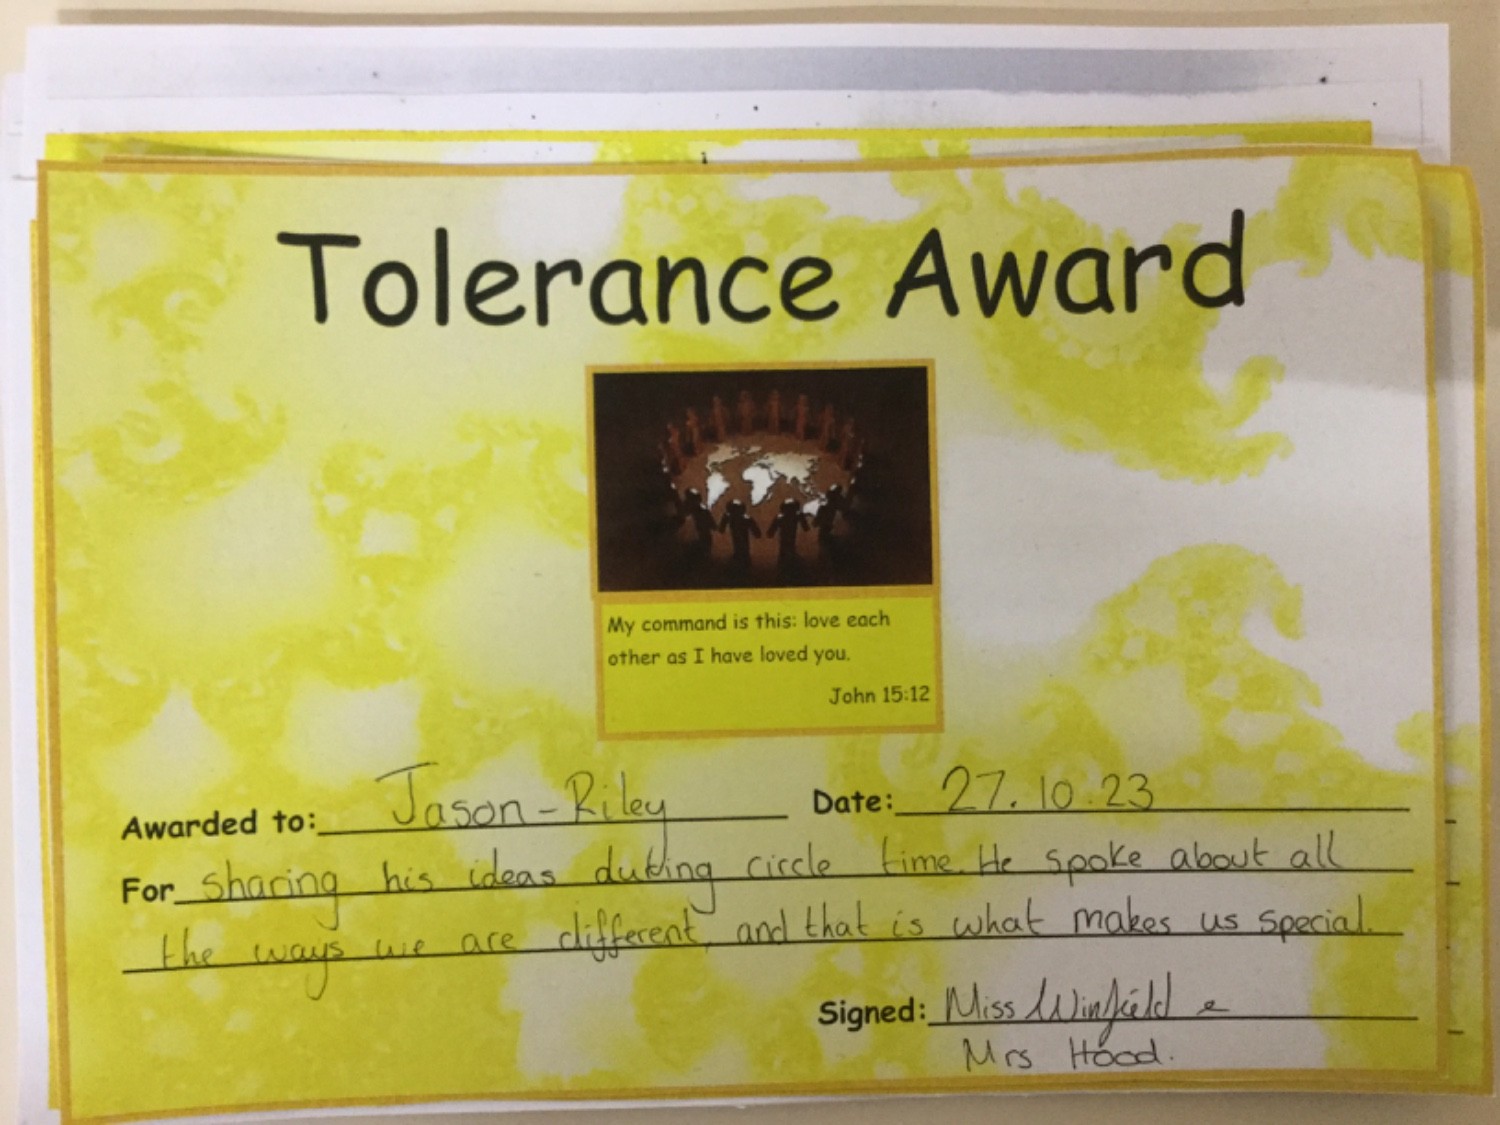 Tolerance Award
My command is this: love each
other as I have loved you.
John 15:12
Awarded to: Jason-Riley Date: 27.10.23
For sharing his ideas during circle time. He spoke about all
the ways we are different, and that is what makes us special.
Signed: Miss Winfield &
Mrs Hood.